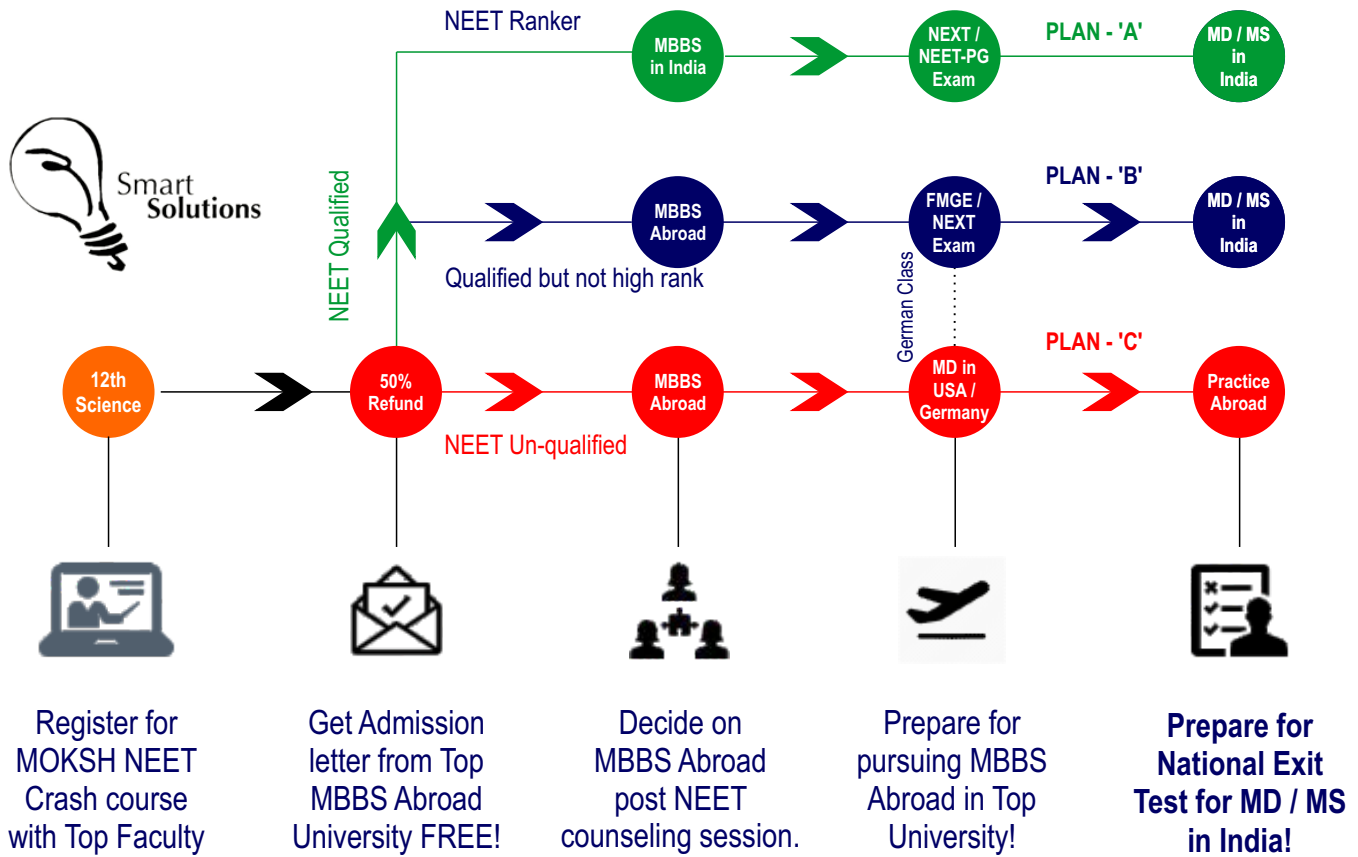 NEET Ranker
MBBS
in India
NEXT /
NEET-PG
Exam
PLAN - 'A'
MD / MS
in
India
Smart
Solutions
NEET Qualified
MBBS
Abroad
FMGE /
NEXT
Exam
PLAN - 'B'
MD / MS
in
India
Qualified but not high rank
German Class
12th
Science
50%
Refund
MBBS
Abroad
MD in
USA /
Germany
PLAN - 'C'
Practice
Abroad
NEET Un-qualified
Register for
MOKSH NEET
Crash course
with Top Faculty
Get Admission
letter from Top
MBBS Abroad
University FREE!
Decide on
MBBS Abroad
post NEET
counseling session.
Prepare for
pursuing MBBS
Abroad in Top
University!
Prepare for
National Exit
Test for MD / MS
in India!